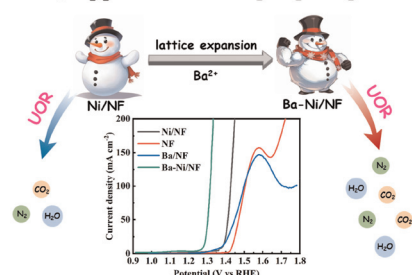 lattice expansion
Ba2+
Ni/NF
Ba-Ni/NF
UOR
UOR
CO2
N2
H2O
N2
H2O
CO2
N2
CO2
H2O
Current density (mA cm-2)
200
150
100
50
0
Ni/NF
NF
Ba/NF
Ba-Ni/NF
0.9 1.0 1.1 1.2 1.3 1.4 1.5 1.6 1.7 1.8
Potential (V vs RHE)